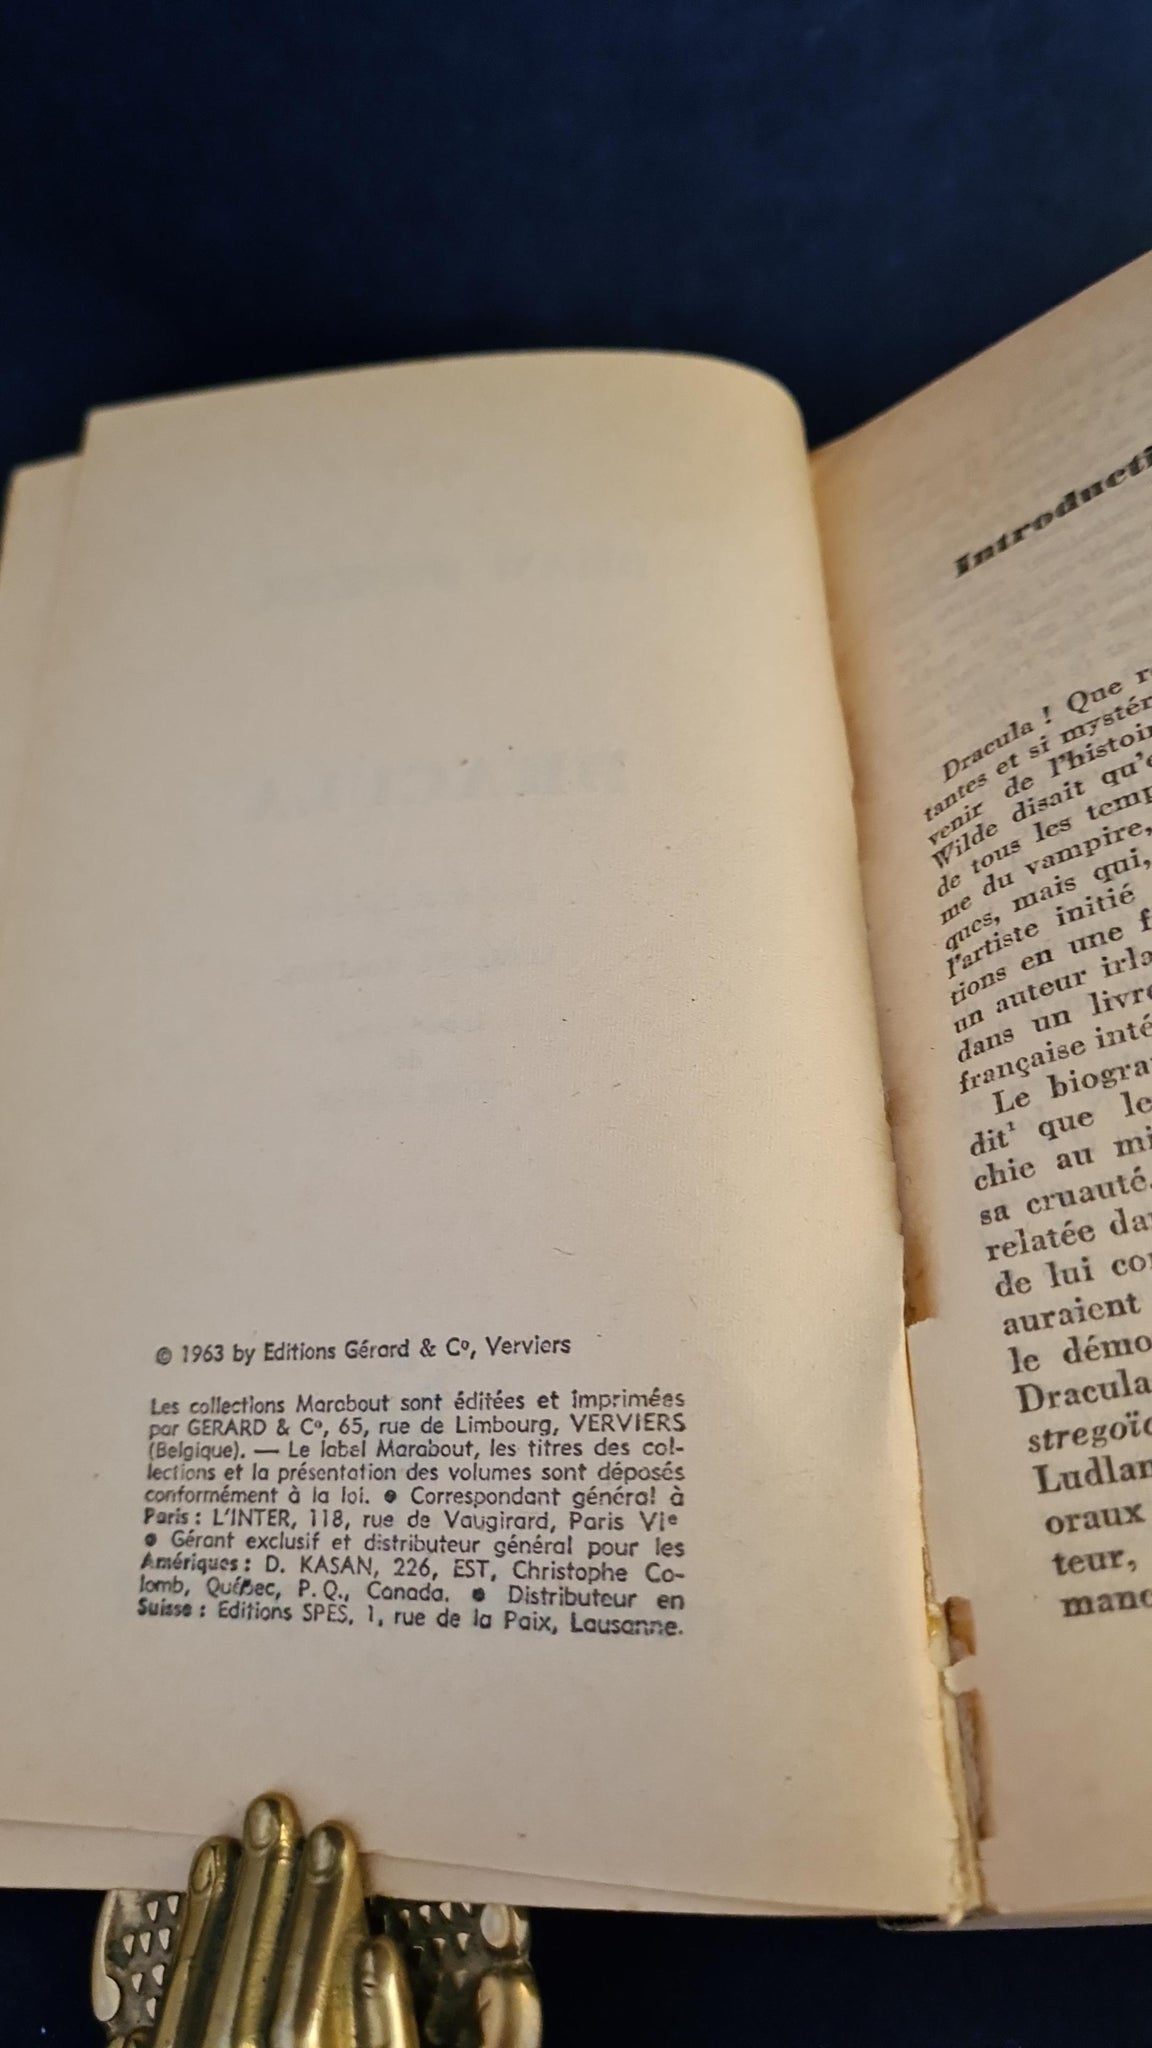 © 1963 by Editions Gérard & Cº, Verviers
Les collections Marabout sont éditées et imprimées
par GERARD & Cº, 65, rue de Limbourg, VERVIERS
(Belgique). — Le label Marabout, les titres des col-
lections et la présentation des volumes sont déposés
conformément à la loi. ● Correspondant général à
Paris : L'INTER, 118, rue de Vaugirard, Paris VIᵉ
● Gérant exclusif et distributeur général pour les
Amériques : D. KASAN, 226, EST, Christophe Co-
lomb, Québec, P.Q., Canada. ● Distributeur en
Suisse : Editions SPES, 1, rue de la Paix, Lausanne.
Introducti
Dracula ! Que r
tantes et si mystér
venir de l'histoir
Wilde disait qu'
de tous les temp
me du vampire,
ques, mais qui,
l'artiste initié
tions en une f
un auteur irla
dans un livre
française inté
Le biogra
dit¹ que le
chie au mi
sa cruauté.
relatée da
de lui co
auraient
le démo
Dracula
stregoïc
Ludlam
oraux
teur,
manc